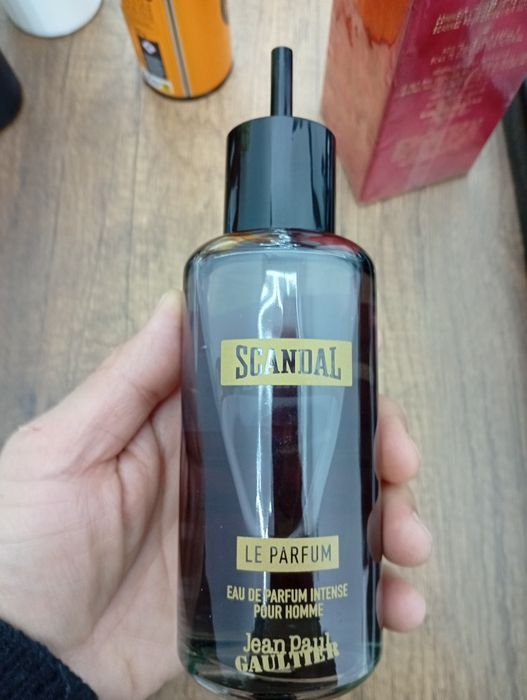 SCANDAL
LE PARFUM
EAU DE PARFUM INTENSE
POUR HOMME
Jean Paul
GAULTIER